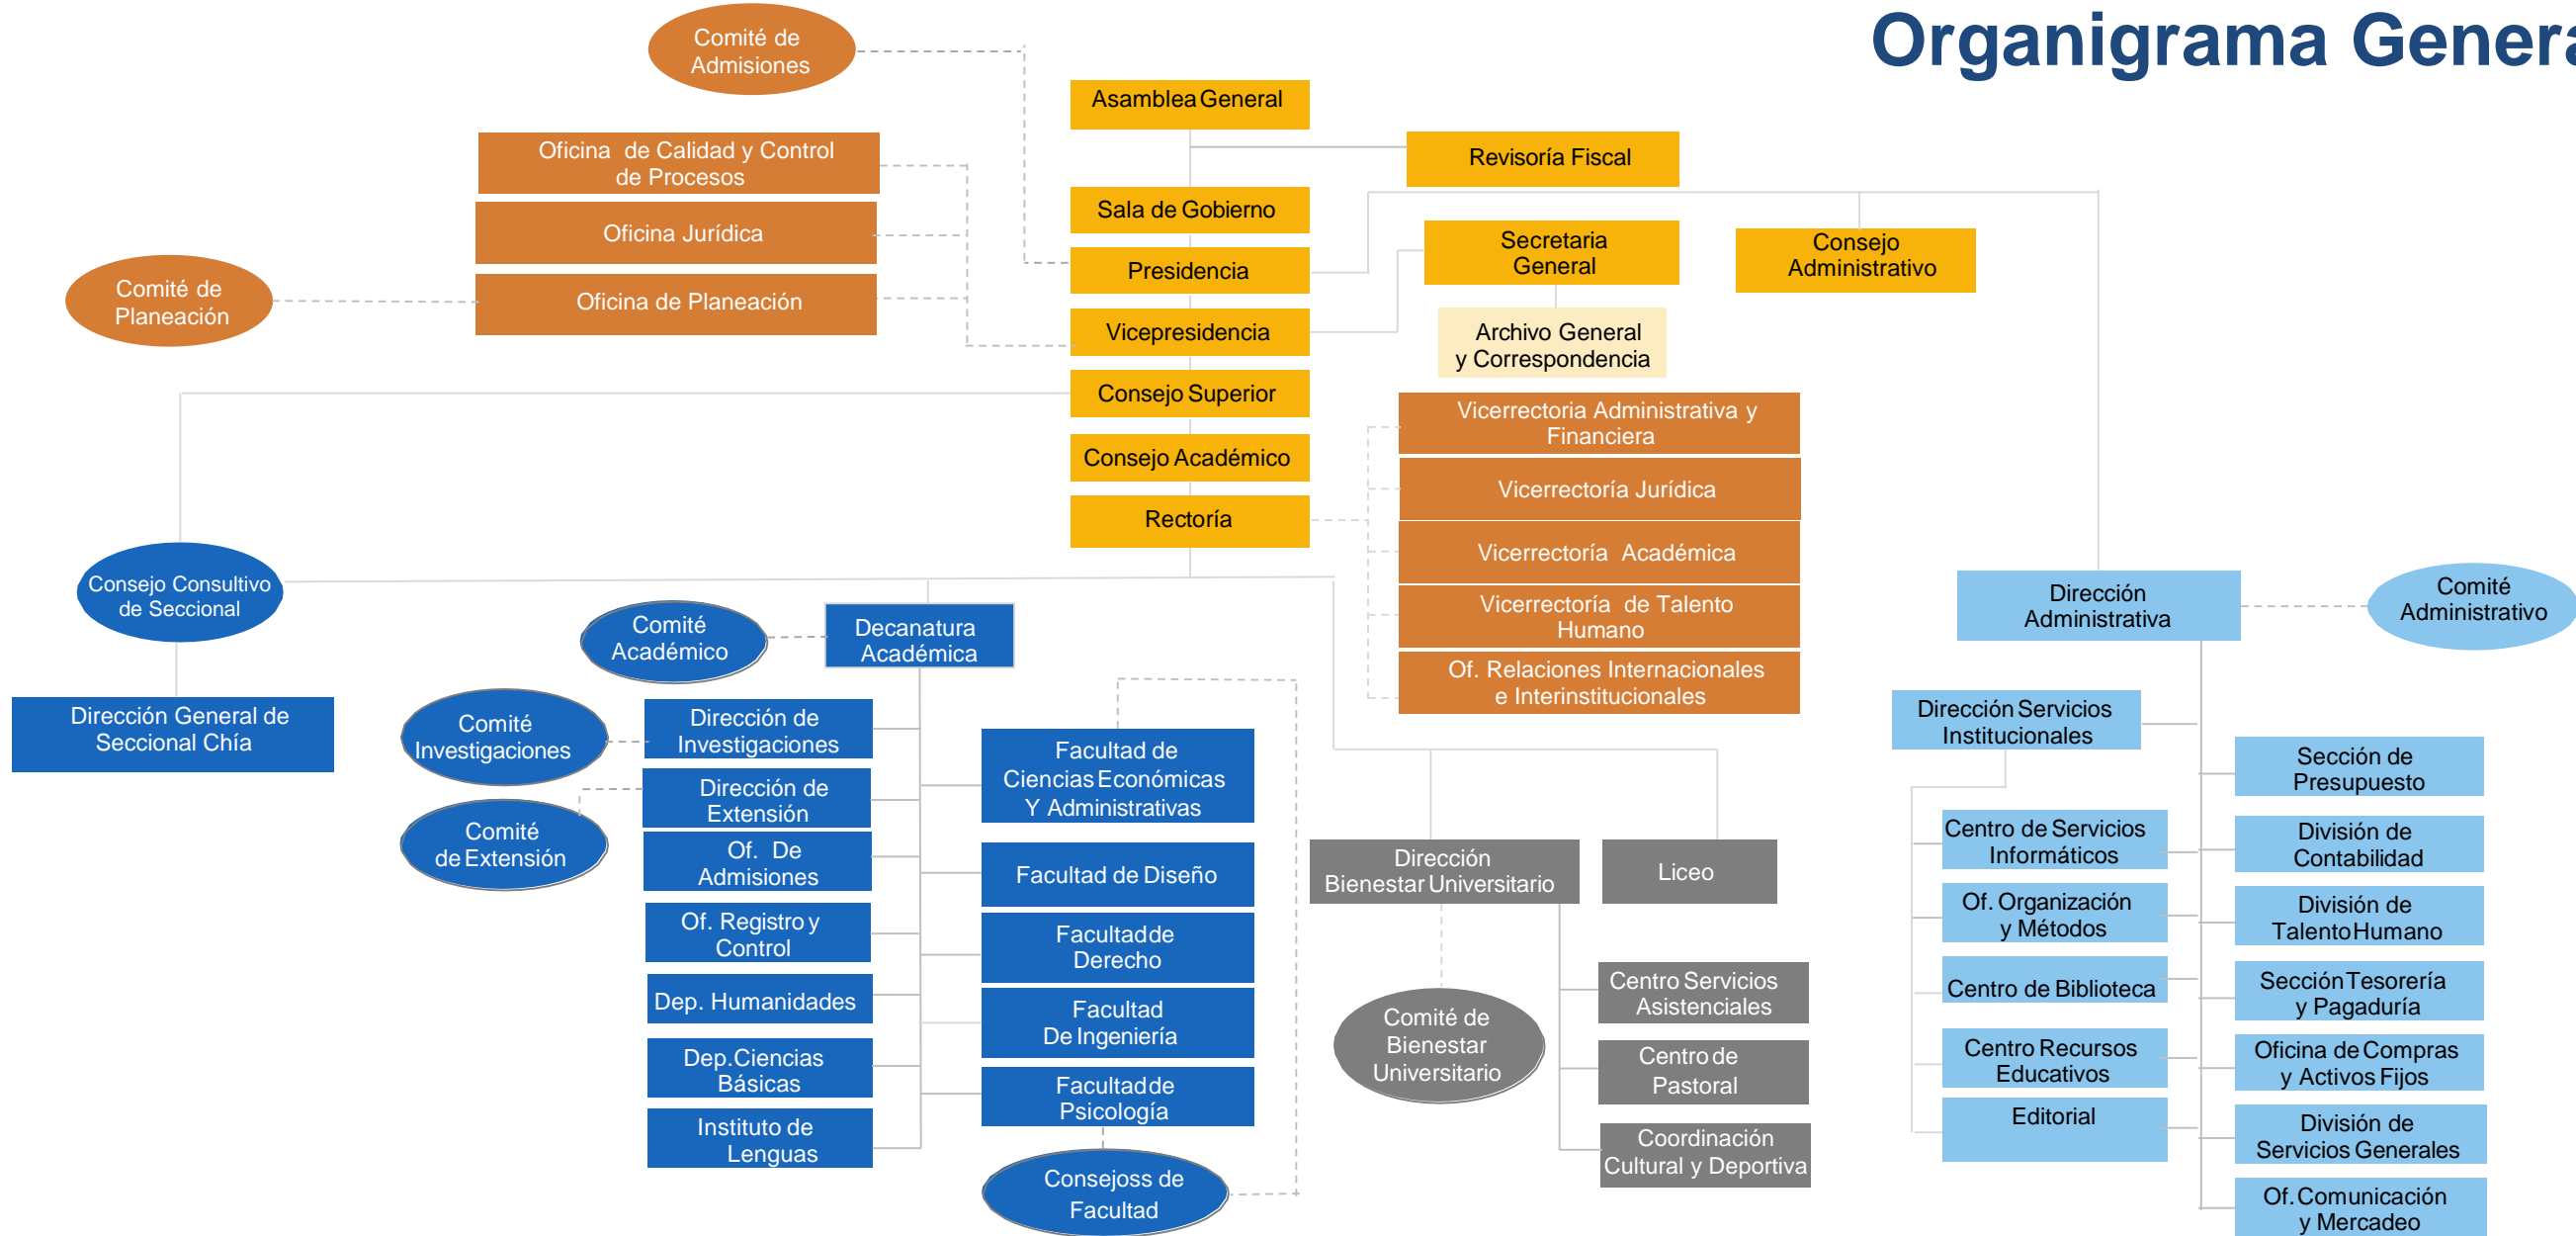 Organigrama Genera
Comité de
Admisiones
Asamblea General
Revisoría Fiscal
Oficina de Calidad y Control
de Procesos
Sala de Gobierno
Oficina Jurídica
Secretaria
General
Consejo
Administrativo
Presidencia
Comité de
Planeación
Oficina de Planeación
Vicepresidencia
Archivo General
y Correspondencia
Consejo Superior
Vicerrectoria Administrativa y
Financiera
Consejo Académico
Vicerrectoría Jurídica
Rectoría
Vicerrectoría Académica
Consejo Consultivo
de Seccional
Vicerrectoría de Talento
Humano
Dirección
Administrativa
Comité
Administrativo
Comité
Académico
Decanatura
Académica
Of. Relaciones Internacionales
e Interinstitucionales
Dirección General de
Seccional Chía
Comité
Investigaciones
Dirección de
Investigaciones
Facultad de
Ciencias Económicas
Y Administrativas
Dirección Servicios
Institucionales
Sección de
Presupuesto
Dirección de
Extensión
Comité
de Extensión
Of. De
Admisiones
Facultad de Diseño
Dirección
Bienestar Universitario
Liceo
Centro de Servicios
Informáticos
División de
Contabilidad
Of. Registro y
Control
Facultad de
Derecho
Of. Organización
y Métodos
División de
Talento Humano
Dep. Humanidades
Facultad
De Ingeniería
Comité de
Bienestar
Universitario
Centro Servicios
Asistenciales
Centro de Biblioteca
Sección Tesorería
y Pagaduría
Dep. Ciencias
Básicas
Facultad de
Psicología
Centro de
Pastoral
Centro Recursos
Educativos
Oficina de Compras
y Activos Fijos
Instituto de
Lenguas
Consejoss de
Facultad
Coordinación
Cultural y Deportiva
Editorial
División de
Servicios Generales
Of. Comunicación
y Mercadeo